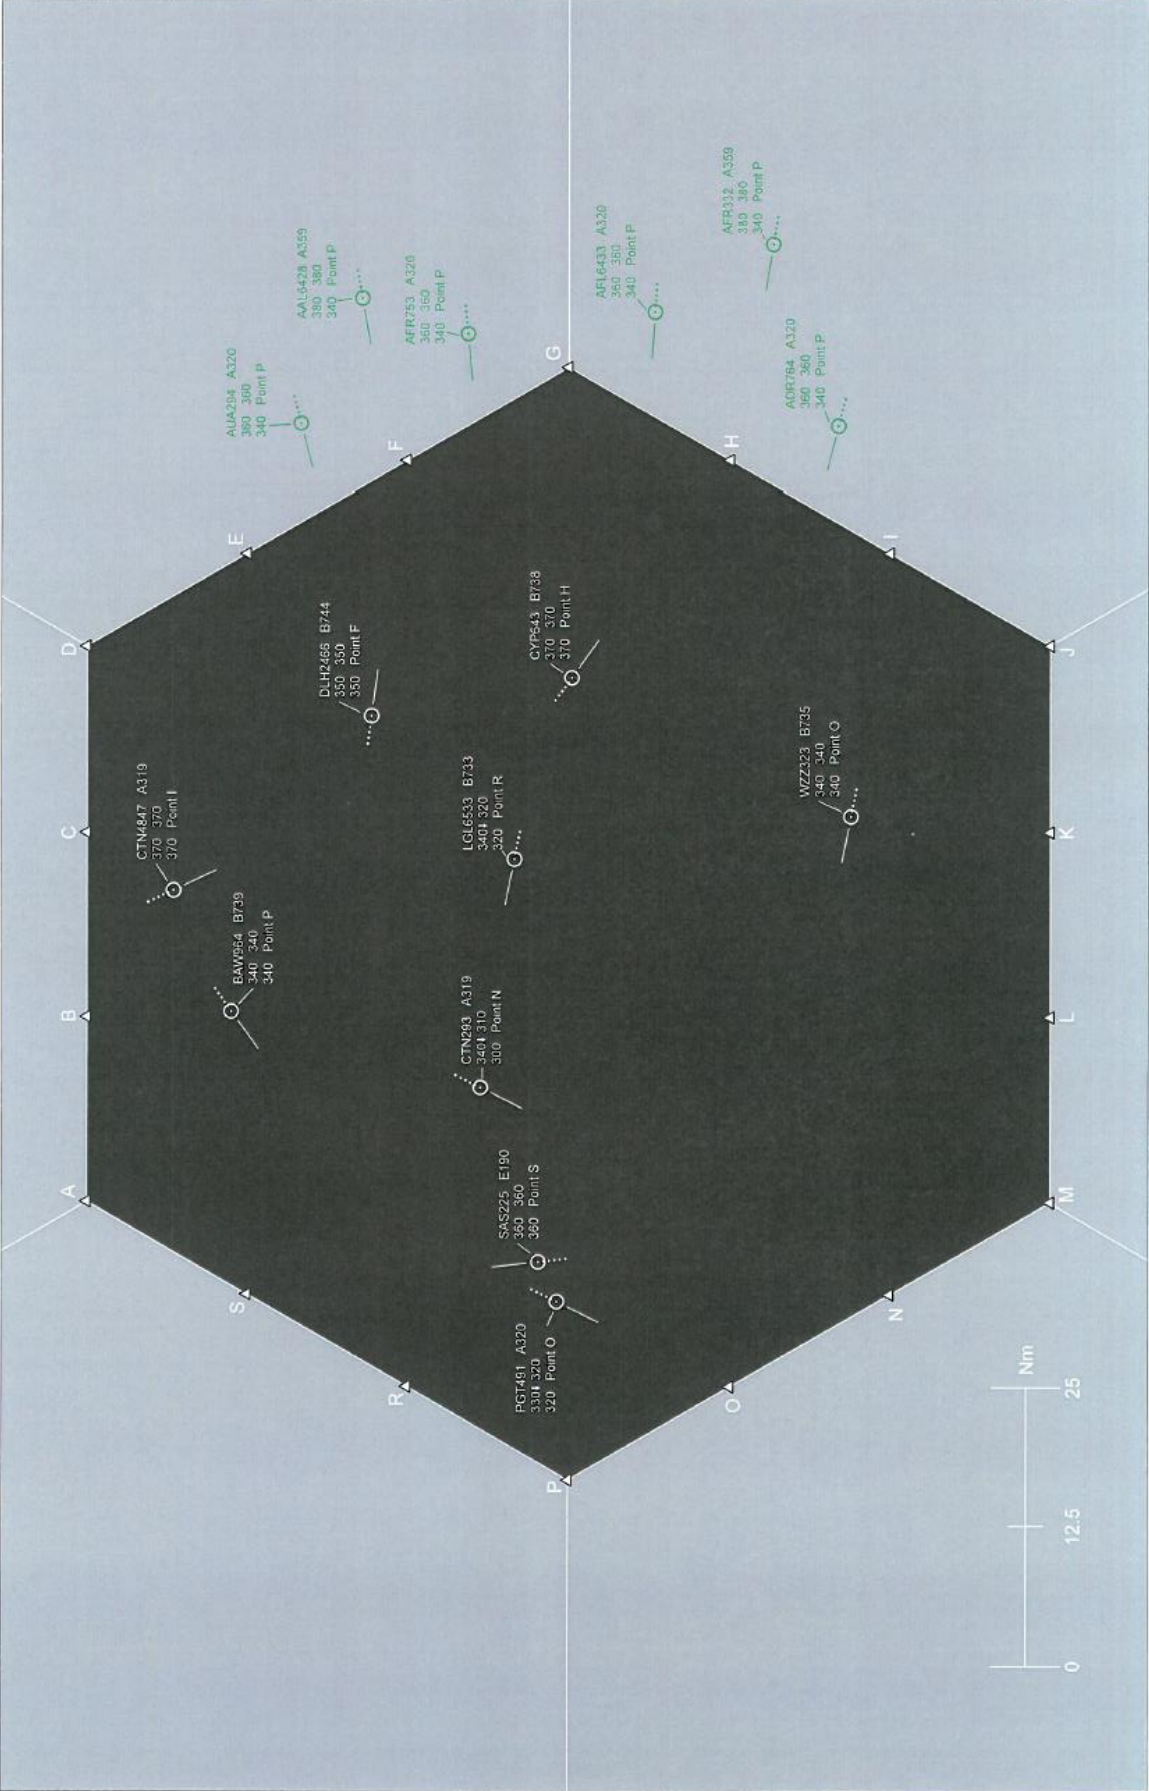 A B C D
CTN4847 A319
370 370
370 Point I
AUA294 A320
360 360
340 Point P
S E
BAW964 B739
340 340
340 Point P
AAL6428 A359
380 380
340 Point P
DLH2466 B744
350 350
350 Point F
R F
AFR753 A320
360 360
340 Point P
CTN293 A319
340⬇ 310
300 Point N
LGL6533 B733
340⬇ 320
320 Point R
SAS225 E190
360 360
360 Point S
PGT491 A320
330⬇ 320
320 Point O
CYP643 B738
370 370
370 Point H
P G
AFL6433 A320
360 360
340 Point P
AFR332 A359
380 380
340 Point P
O H
ADR764 A320
360 360
340 Point P
WZZ323 B735
340 340
340 Point O
N I
Nm
0 12.5 25
M L K J